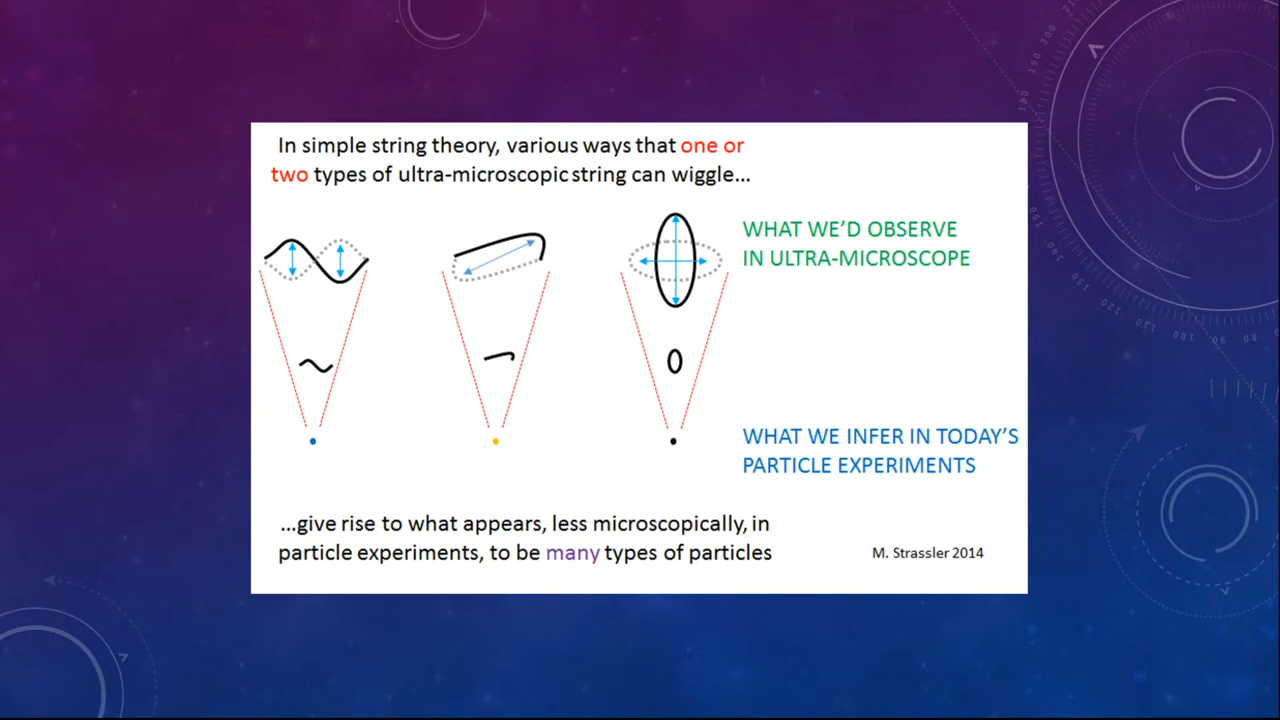 In simple string theory, various ways that one or
two types of ultra-microscopic string can wiggle...
WHAT WE'D OBSERVE
IN ULTRA-MICROSCOPE
WHAT WE INFER IN TODAY'S
PARTICLE EXPERIMENTS
...give rise to what appears, less microscopically, in
particle experiments, to be many types of particles
M. Strassler 2014